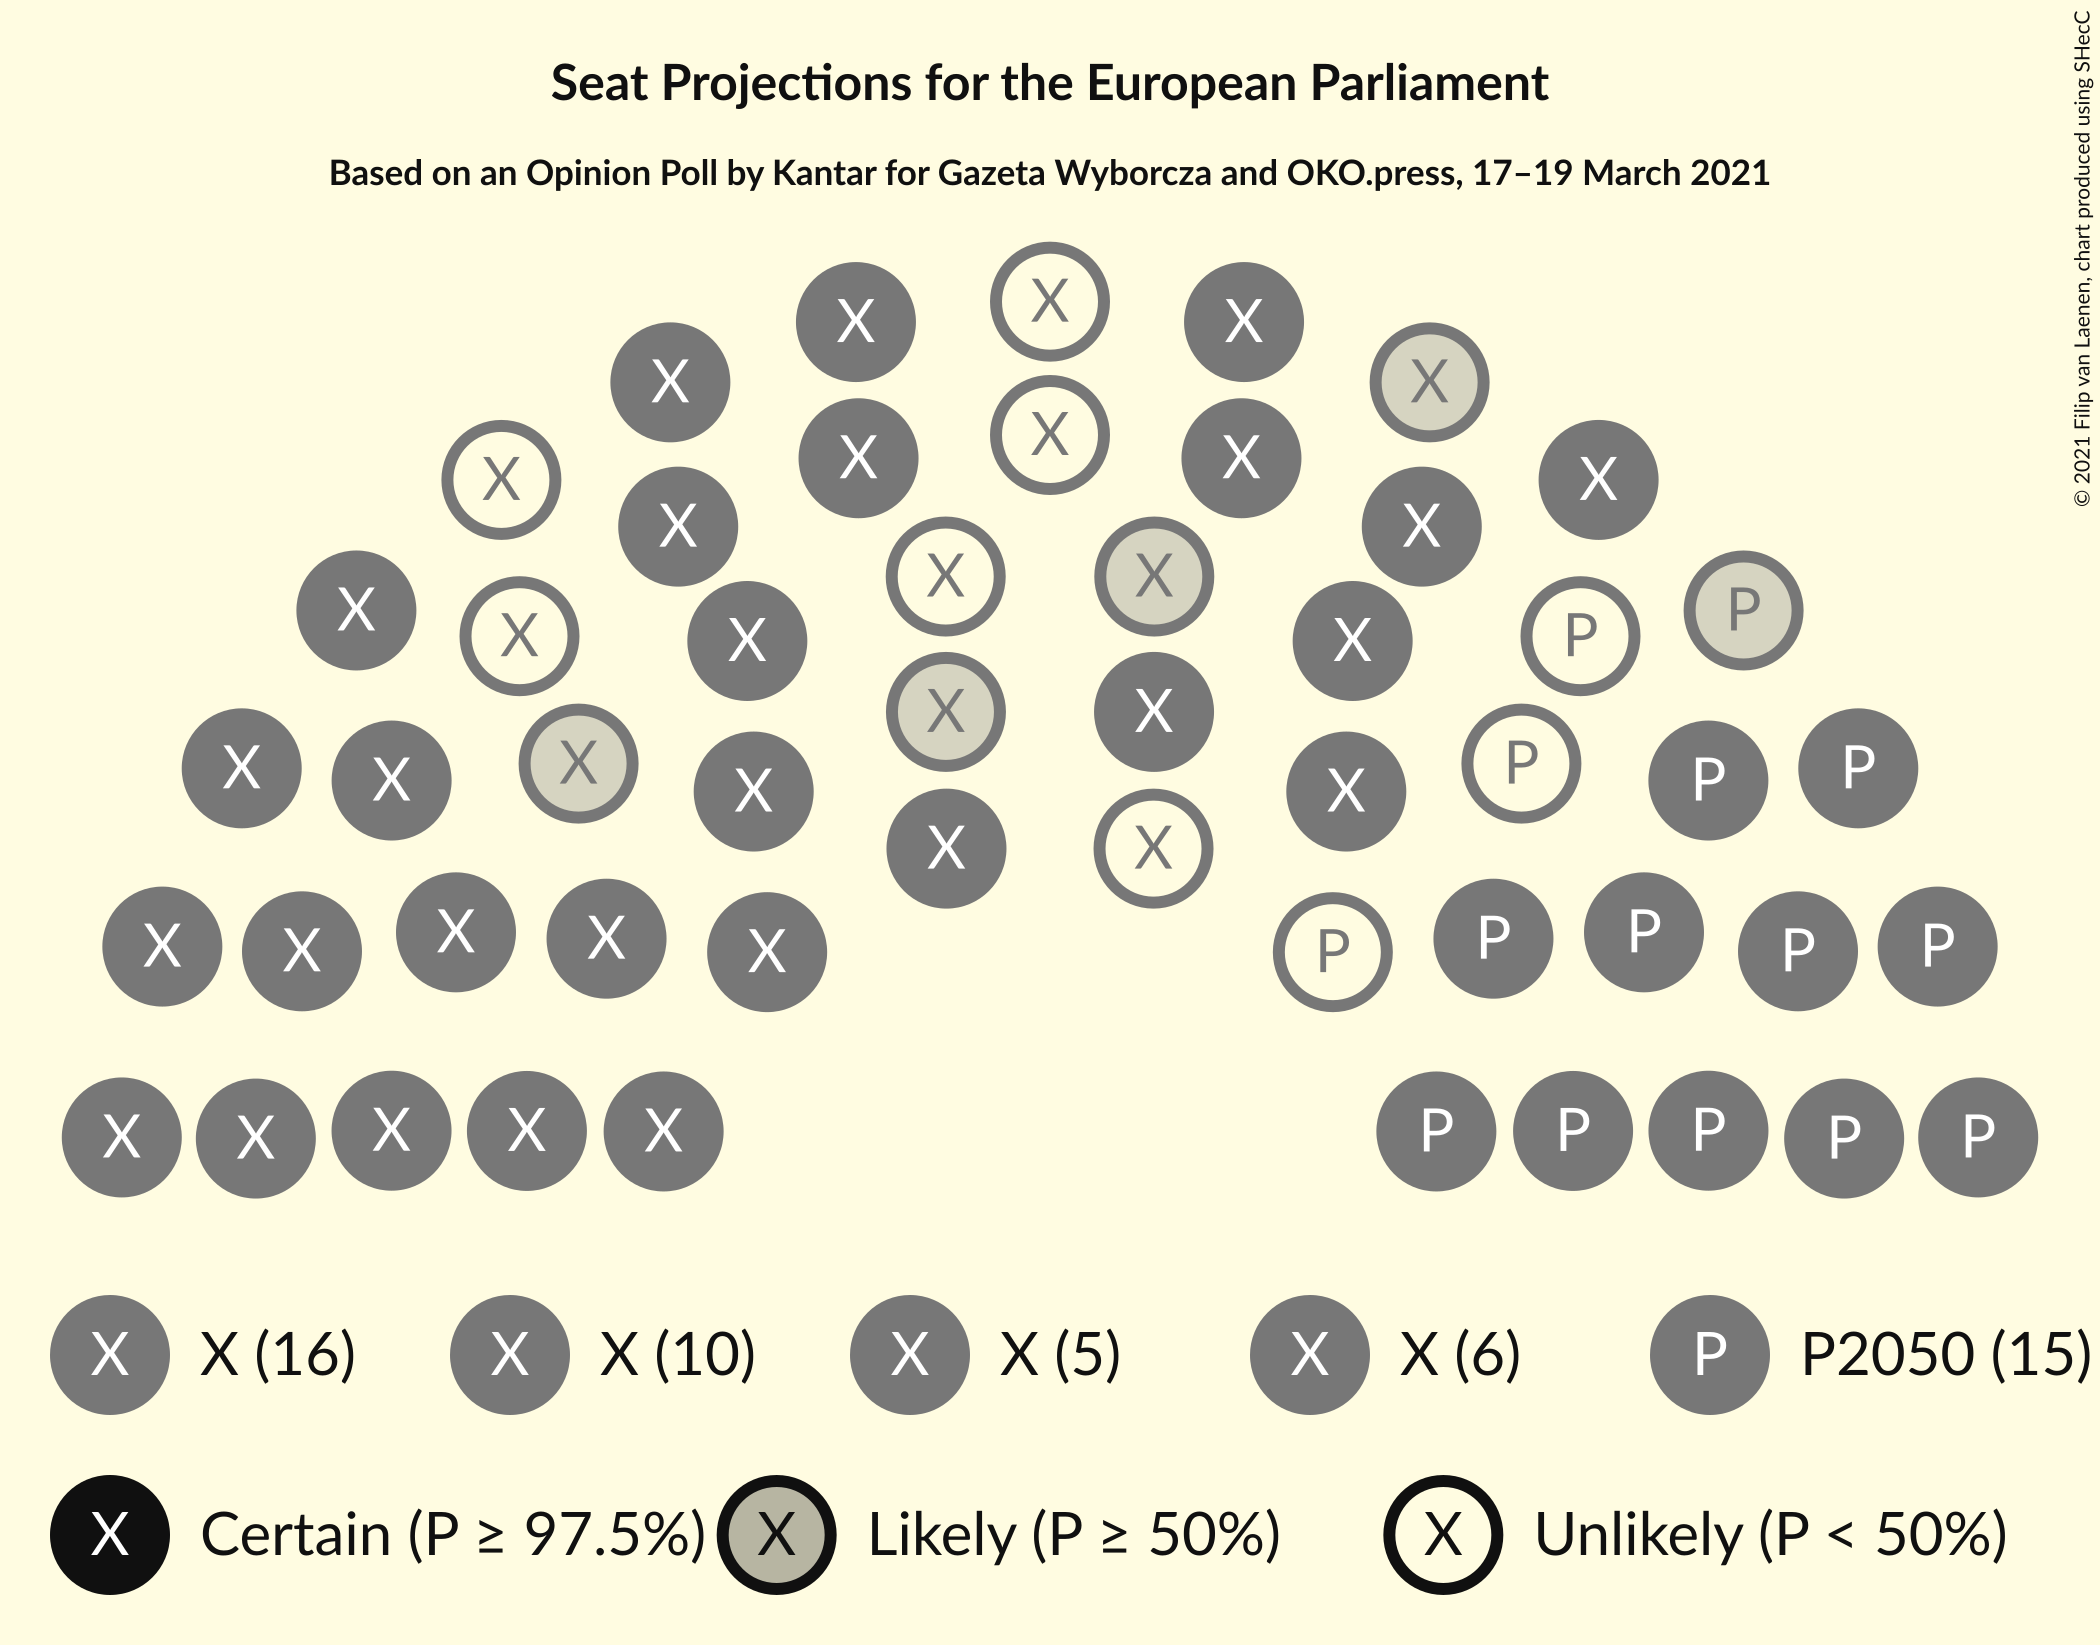 Seat Projections for the European Parliament
Based on an Opinion Poll by Kantar for Gazeta Wyborcza and OKO.press, 17–19 March 2021
© 2021 Filip van Laenen, chart produced using SHecC
X
X X
X X
X
X X X
X X
X X
X X X X
X P P
X X
X X P
X X X X X P P P
X X
X X X X X P P P P P
X X X X X P P P P P
X X (16) X X (10) X X (5) X X (6) P P2050 (15)
X Certain (P ≥ 97.5%) X Likely (P ≥ 50%) X Unlikely (P < 50%)